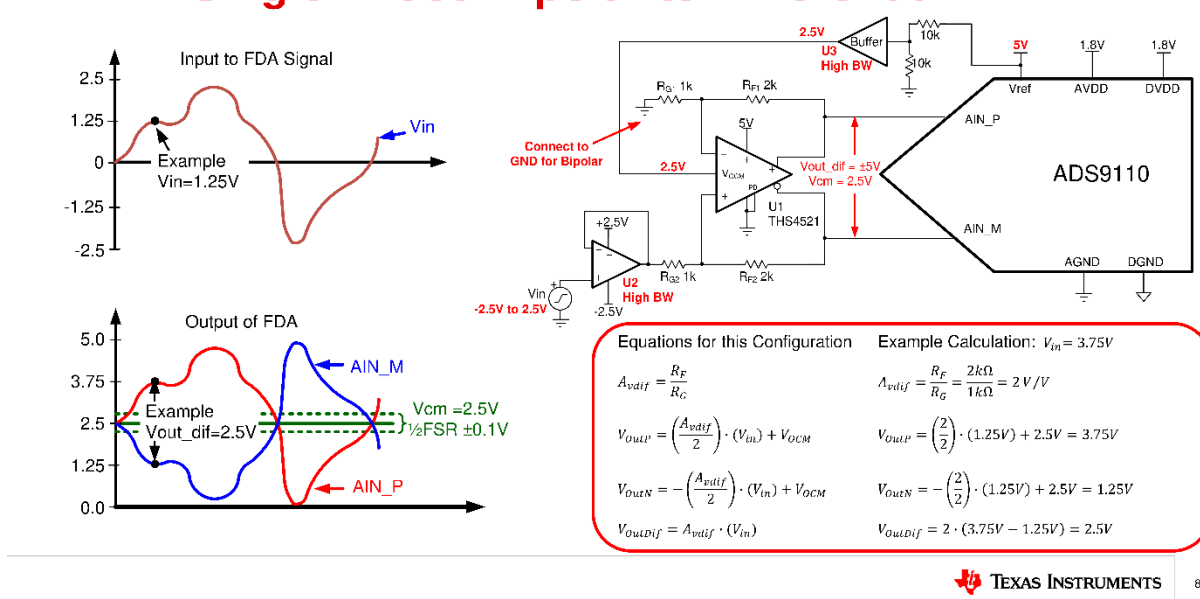 Input to FDA Signal
2.5
1.25
0
-1.25
-2.5
Vin
Example
Vin=1.25V
Output of FDA
5.0
3.75
2.5
1.25
0.0
AIN_M
Example
Vout_dif=2.5V
Vcm =2.5V
½FSR ±0.1V
AIN_P
2.5V
Buffer
U3
High BW
10k
10k
5V
1.8V
1.8V
Vref
AVDD
DVDD
RG1 1k
RF1 2k
Connect to
GND for Bipolar
5V
2.5V
VOCM
PD
U1
THS4521
Vout_dif = ±5V
Vcm = 2.5V
AIN_P
ADS9110
AIN_M
AGND
DGND
+2.5V
-2.5V
U2
High BW
RG2 1k
RF2 2k
Vin
-2.5V to 2.5V
Equations for this Configuration
Avdif = RF/RG
VOutP = (Avdif/2) · (Vin) + VOCM
VOutN = −(Avdif/2) · (Vin) + VOCM
VOutDif = Avdif · (Vin)
Example Calculation: Vin = 3.75V
Avdif = RF/RG = 2kΩ/1kΩ = 2 V/V
VOutP = (2/2) · (1.25V) + 2.5V = 3.75V
VOutN = −(2/2) · (1.25V) + 2.5V = 1.25V
VOutDif = 2 · (3.75V − 1.25V) = 2.5V
TEXAS INSTRUMENTS